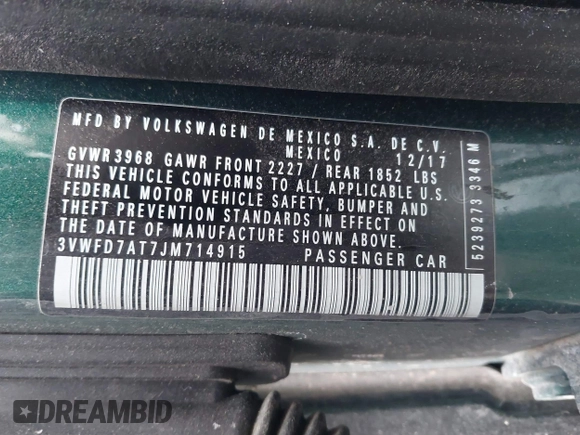 MFD BY VOLKSWAGEN DE MEXICO S.A. DE C.V.
MEXICO 12/17
GVWR 3968 GAWR FRONT 2227 / REAR 1852 LBS
THIS VEHICLE CONFORMS TO ALL APPLICABLE U.S.
FEDERAL MOTOR VEHICLE SAFETY, BUMPER AND
THEFT PREVENTION STANDARDS IN EFFECT ON
THE DATE OF MANUFACTURE SHOWN ABOVE.
3VWFD7AT7JM714915 PASSENGER CAR
5239273 3346 M
DREAMBID